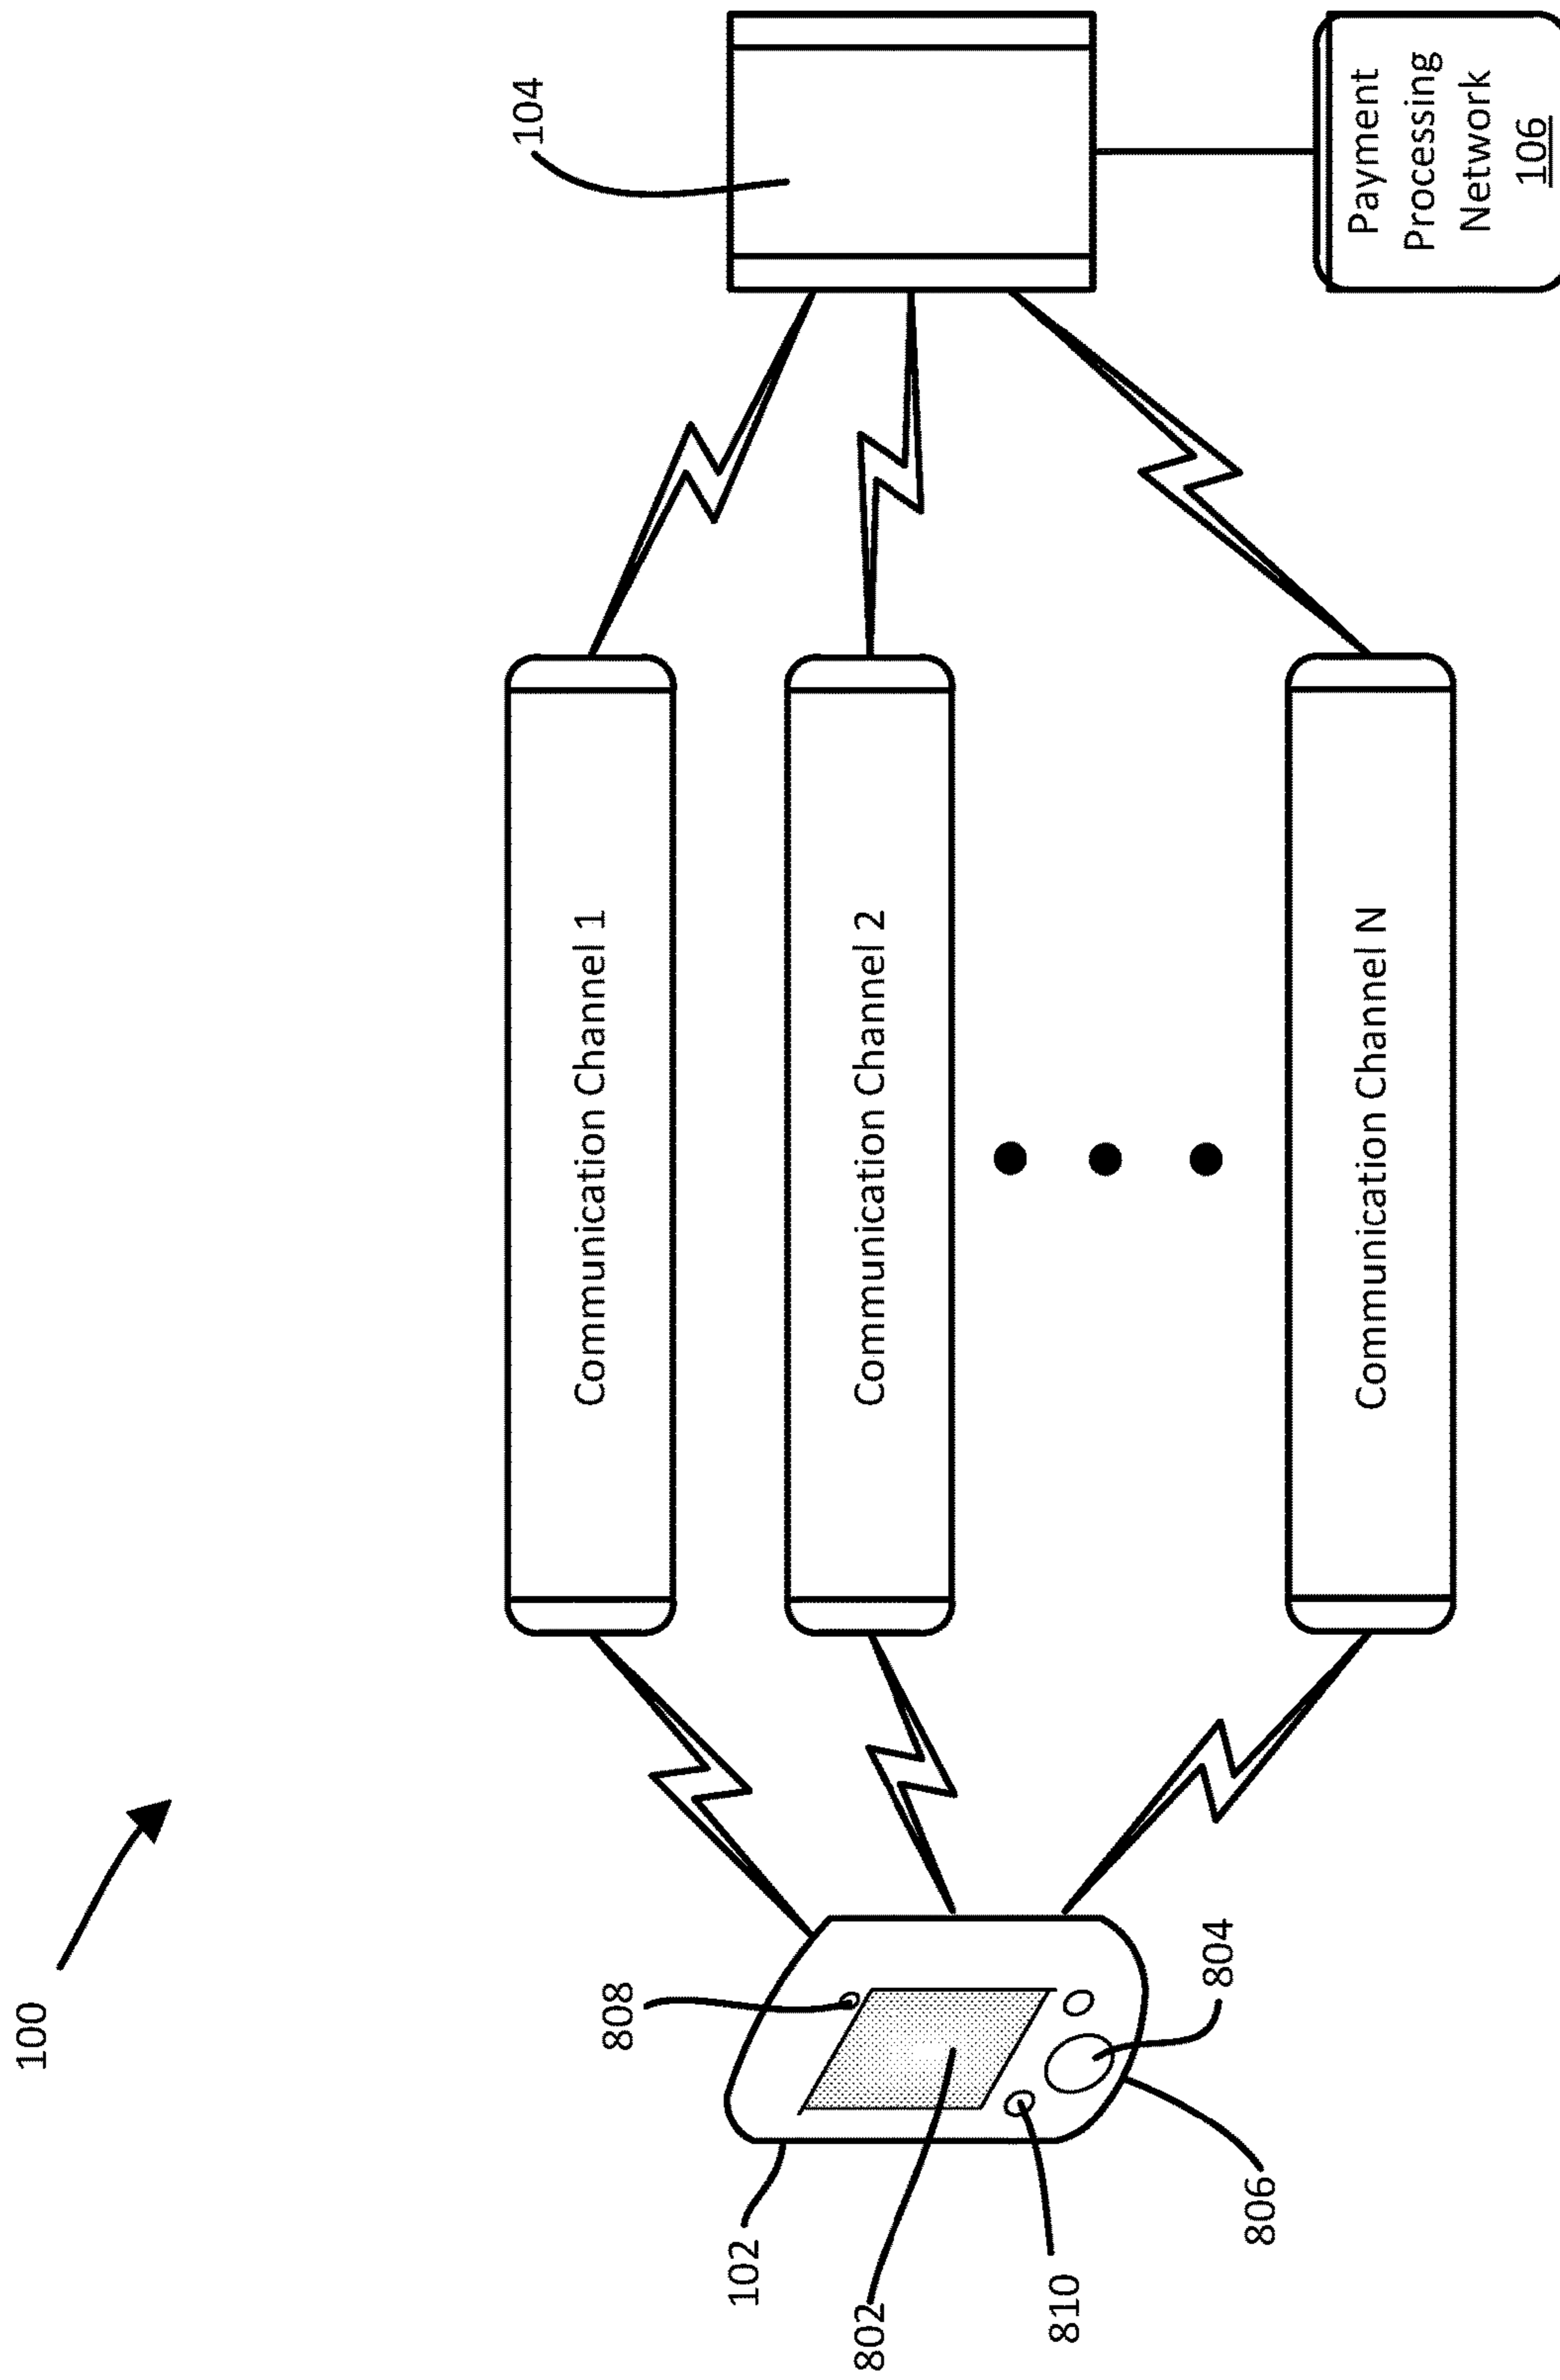 100
104
Communication Channel 1
808
102
Communication Channel 2
802
810
804
806
Communication Channel N
Payment
Processing
Network
106